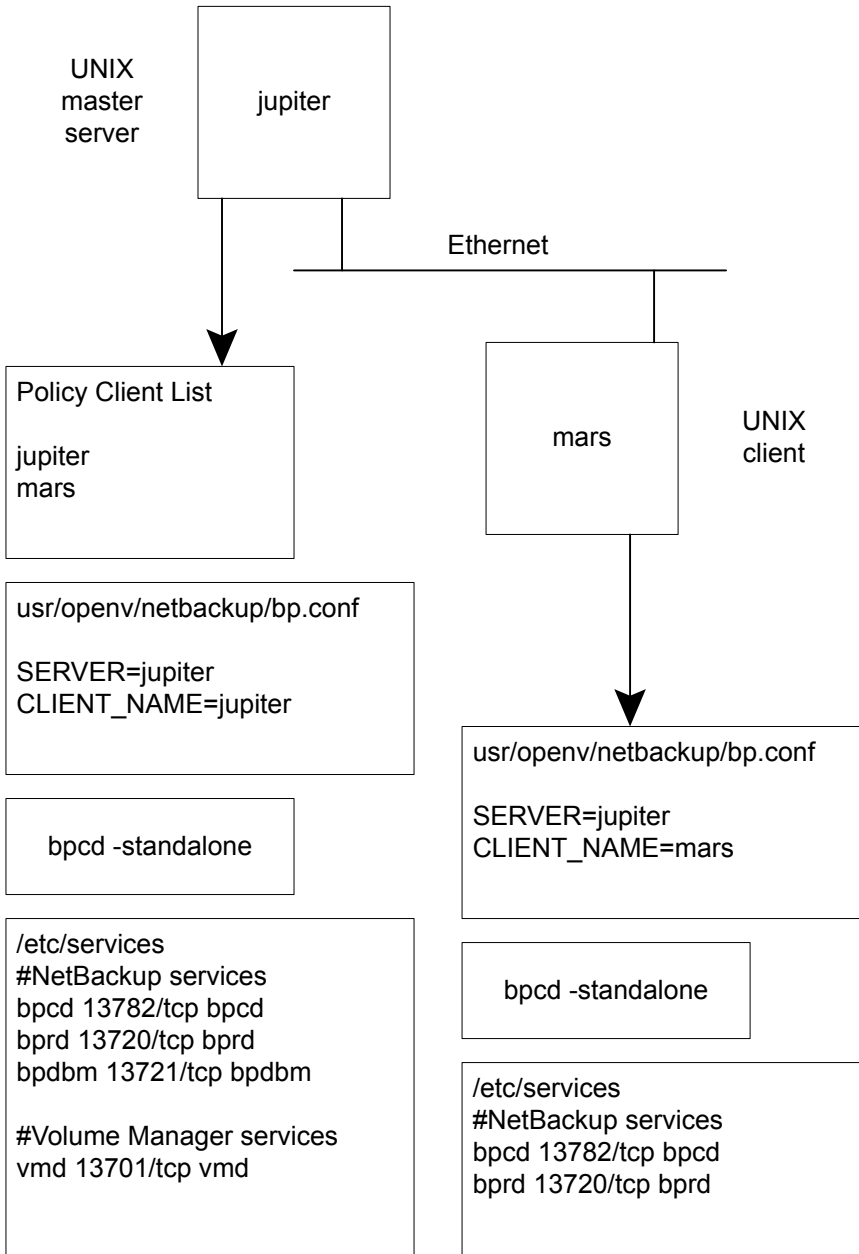 UNIX
master
server
jupiter
Ethernet
Policy Client List
jupiter
mars
mars
UNIX
client
usr/openv/netbackup/bp.conf
SERVER=jupiter
CLIENT_NAME=jupiter
bpcd -standalone
/etc/services
#NetBackup services
bpcd 13782/tcp bpcd
bprd 13720/tcp bprd
bpdbm 13721/tcp bpdbm
#Volume Manager services
vmd 13701/tcp vmd
usr/openv/netbackup/bp.conf
SERVER=jupiter
CLIENT_NAME=mars
bpcd -standalone
/etc/services
#NetBackup services
bpcd 13782/tcp bpcd
bprd 13720/tcp bprd